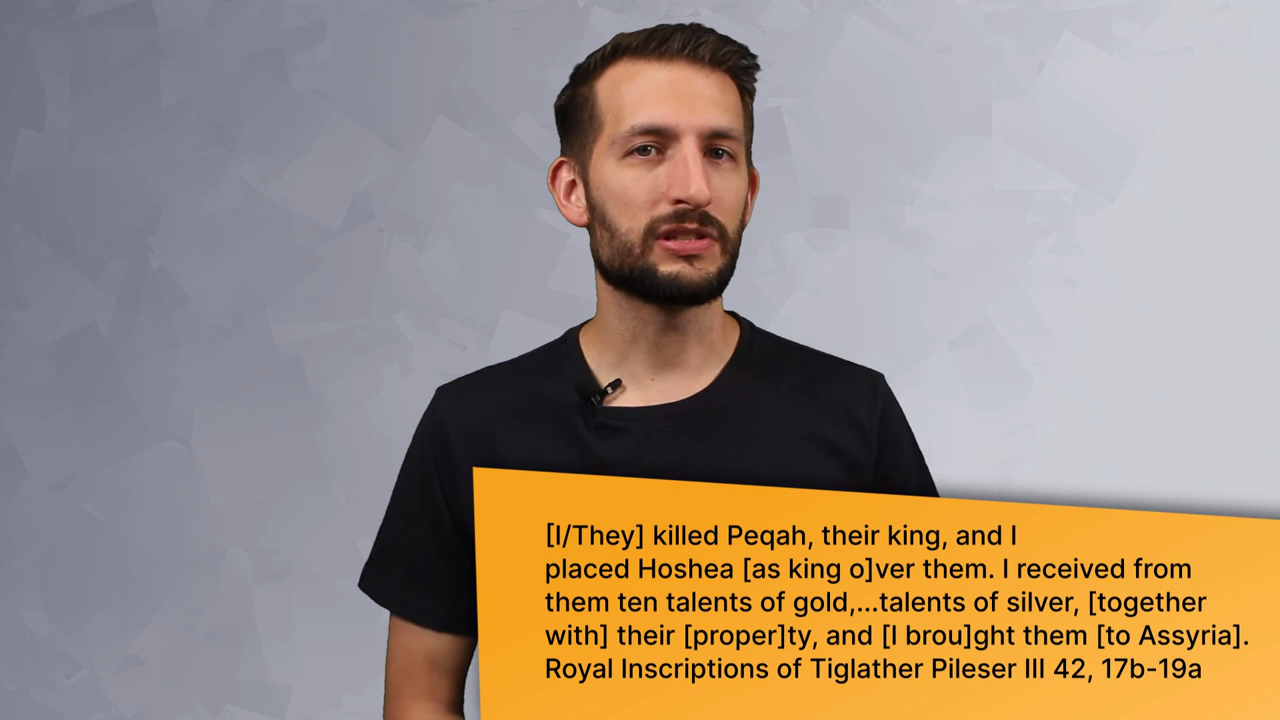 [I/They] killed Peqah, their king, and I
placed Hoshea [as king o]ver them. I received from
them ten talents of gold,...talents of silver, [together
with] their [proper]ty, and [I brou]ght them [to Assyria].
Royal Inscriptions of Tiglather Pileser III 42, 17b-19a